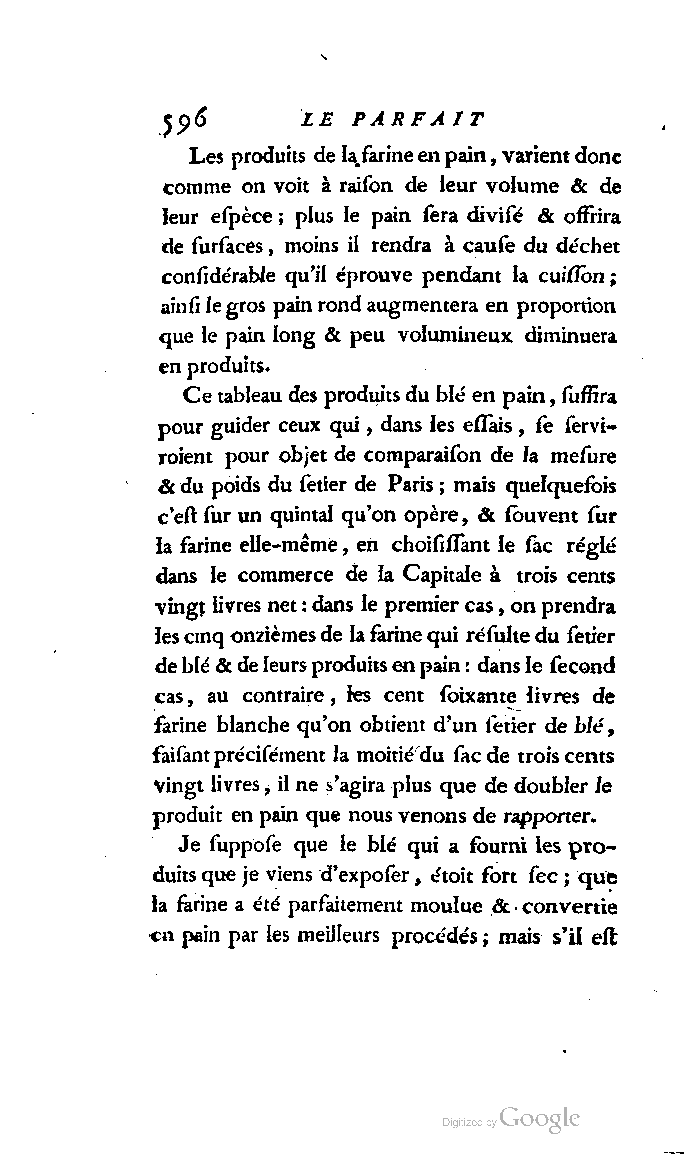 596 LE PARFAIT
Les produits de la farine en pain, varient donc
comme on voit à raiſon de leur volume & de
leur eſpèce ; plus le pain ſera diviſé & offrira
de ſurfaces, moins il rendra à cauſe du déchet
conſidérable qu'il éprouve pendant la cuiſſon ;
ainſi le gros pain rond augmentera en proportion
que le pain long & peu volumineux diminuera
en produits.
Ce tableau des produits du blé en pain, ſuffira
pour guider ceux qui, dans les eſſais, ſe ſervi-
roient pour objet de comparaiſon de la meſure
& du poids du ſetier de Paris ; mais quelquefois
c'eſt ſur un quintal qu'on opère, & ſouvent ſur
la farine elle-même, en choiſiſſant le ſac réglé
dans le commerce de la Capitale à trois cents
vingt livres net : dans le premier cas, on prendra
les cinq onzièmes de la farine qui réſulte du ſetier
de blé & de leurs produits en pain : dans le ſecond
cas, au contraire, les cent ſoixante livres de
farine blanche qu'on obtient d'un ſetier de blé,
faiſant préciſément la moitié du ſac de trois cents
vingt livres, il ne s'agira plus que de doubler le
produit en pain que nous venons de rapporter.
Je ſuppoſe que le blé qui a fourni les pro-
duits que je viens d'expoſer, étoit fort ſec ; que
la farine a été parfaitement moulue & convertie
en pain par les meilleurs procédés ; mais s'il eſt
Digitized by Google